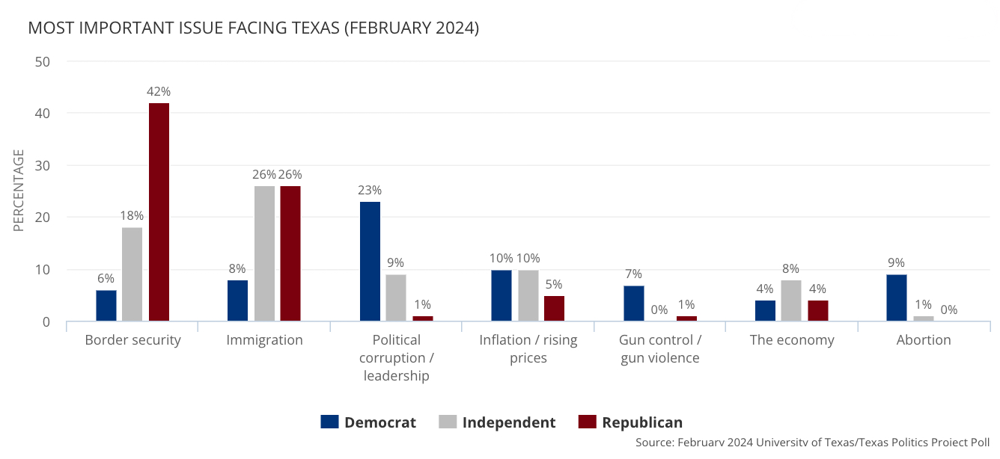 MOST IMPORTANT ISSUE FACING TEXAS (FEBRUARY 2024)
PERCENTAGE
50
40
30
20
10
0
6%
18%
42%
8%
26%
26%
23%
9%
1%
10%
10%
5%
7%
0%
1%
4%
8%
4%
9%
1%
0%
Border security
Immigration
Political
corruption /
leadership
Inflation / rising
prices
Gun control /
gun violence
The economy
Abortion
Democrat
Independent
Republican
Source: February 2024 University of Texas/Texas Politics Project Poll